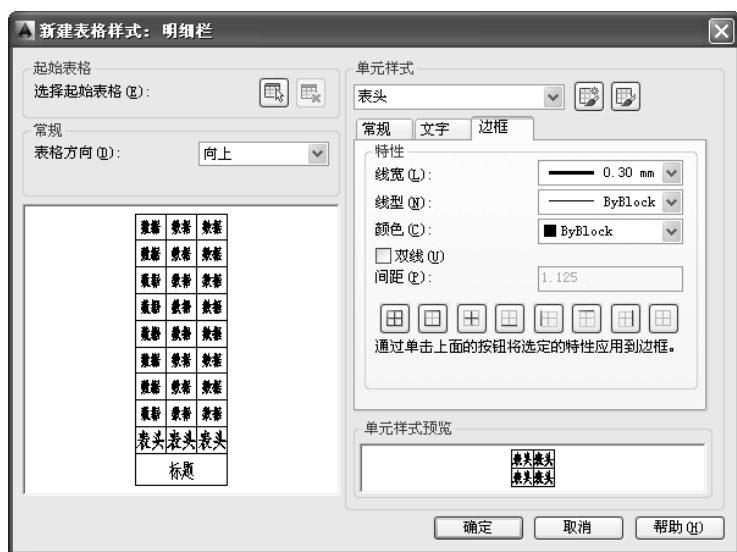 新建表格样式：明细栏
起始表格
选择起始表格(E)：
常规
表格方向(D)： 向上
数据 数据 数据
数据 数据 数据
数据 数据 数据
数据 数据 数据
数据 数据 数据
数据 数据 数据
数据 数据 数据
数据 数据 数据
表头 表头 表头
标题
单元样式
表头
常规 文字 边框
特性
线宽(L)： 0.30 mm
线型(N)： ByBlock
颜色(C)： ByBlock
双线(U)
间距(P)： 1.125
通过单击上面的按钮将选定的特性应用到边框。
单元样式预览
表头 表头
表头 表头
确定 取消 帮助(H)